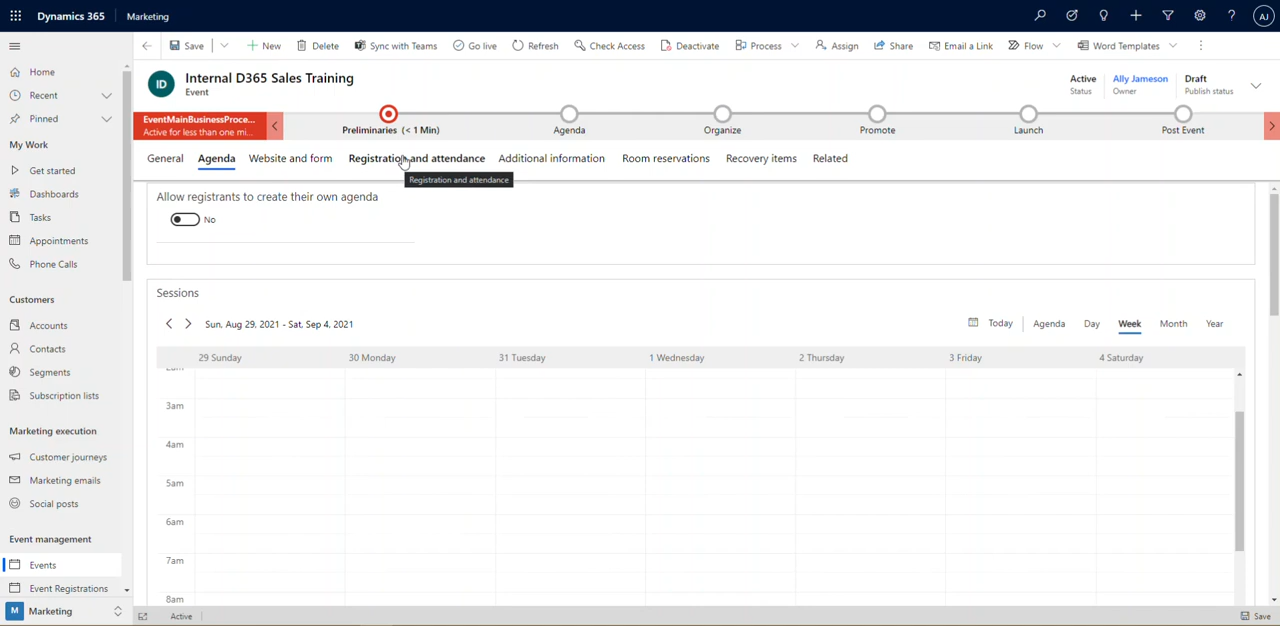 Dynamics 365 Marketing AJ
Save New Delete Sync with Teams Go live Refresh Check Access Deactivate Process Assign Share Email a Link Flow Word Templates
Home
Recent
Pinned
My Work
Get started
Dashboards
Tasks
Appointments
Phone Calls
Customers
Accounts
Contacts
Segments
Subscription lists
Marketing execution
Customer journeys
Marketing emails
Social posts
Event management
Events
Event Registrations
M Marketing
ID Internal D365 Sales Training
Event
Active
Status
Ally Jameson
Owner
Draft
Publish status
EventMainBusinessProce...
Active for less than one mi...
Preliminaries (< 1 Min) Agenda Organize Promote Launch Post Event
General Agenda Website and form Registration and attendance Additional information Room reservations Recovery items Related
Registration and attendance
Allow registrants to create their own agenda
No
Sessions
Sun, Aug 29, 2021 - Sat, Sep 4, 2021
Today Agenda Day Week Month Year
29 Sunday 30 Monday 31 Tuesday 1 Wednesday 2 Thursday 3 Friday 4 Saturday
3am
4am
5am
6am
7am
8am
Active
Save